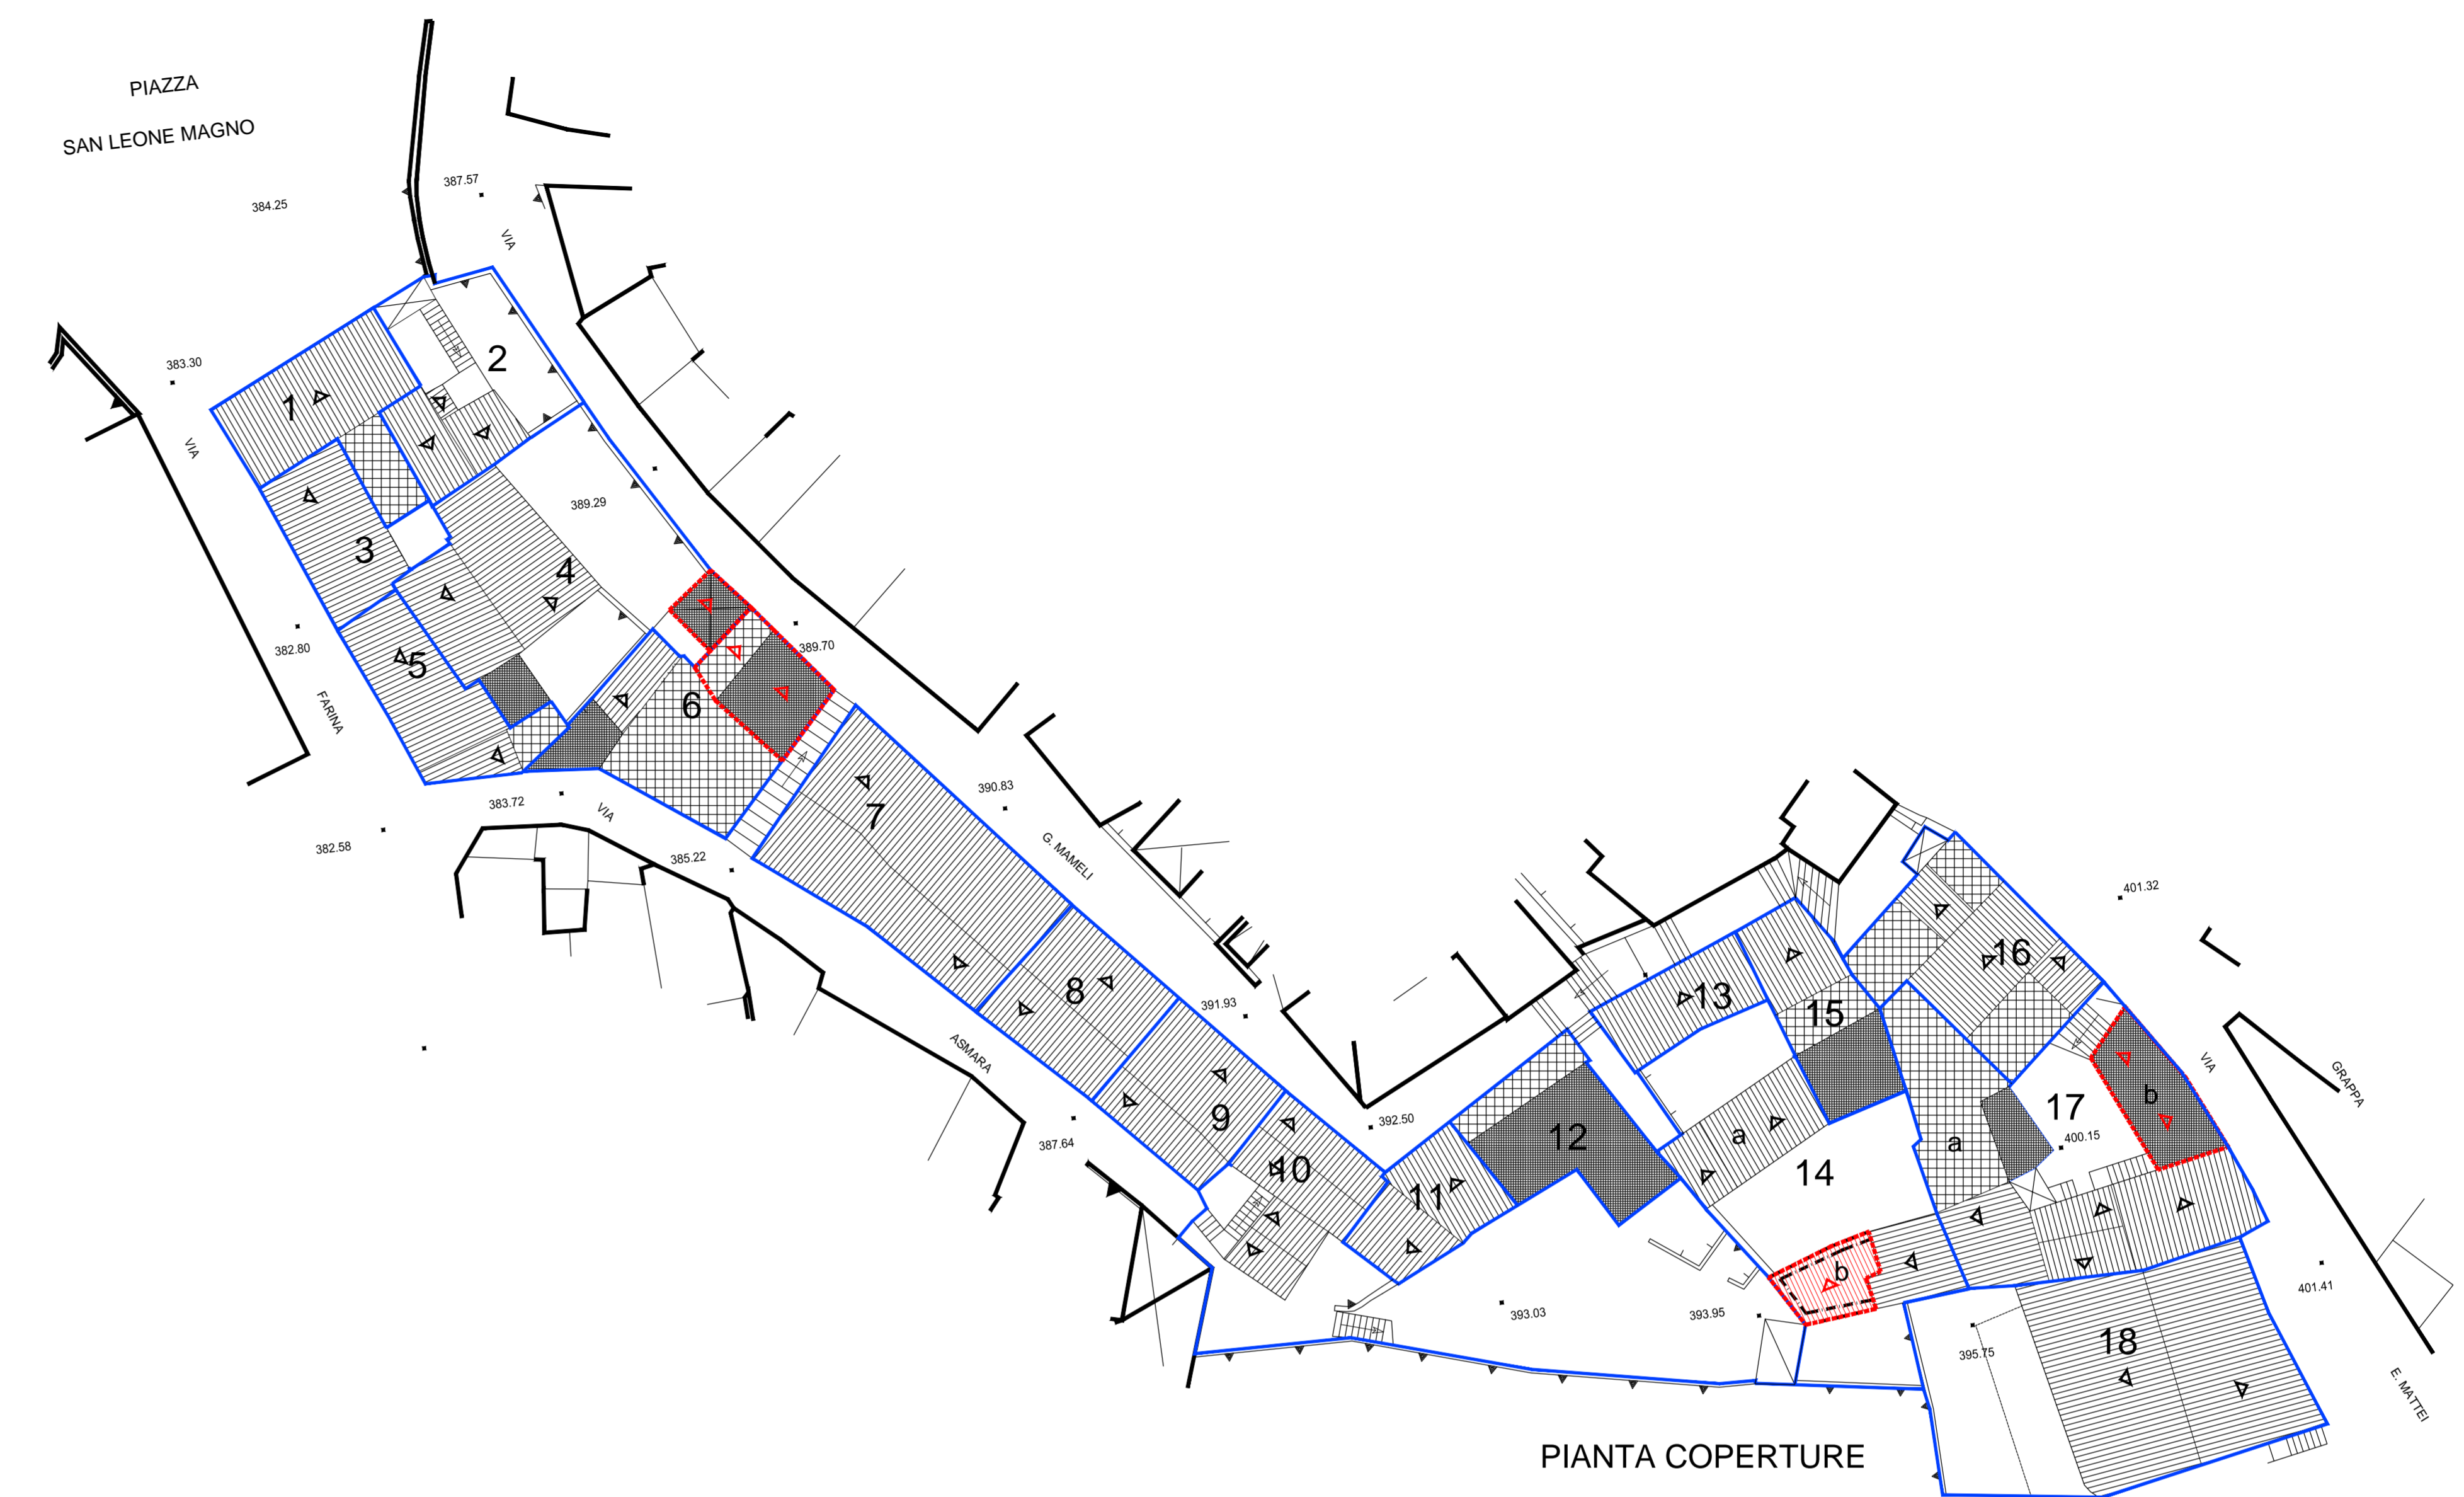 PIAZZA
SAN LEONE MAGNO
384.25
387.57
VIA
383.30
VIA
2
1
389.29
3
4
382.80
5
FARINA
6
389.70
383.72
VIA
382.58
385.22
7
390.83
G. MAMELI
8
391.93
ASMARA
387.64
9
10
392.50
11
12
13
15
16
401.32
a
14
a
17
400.15
b
VIA
GRAPPA
b
393.03
393.95
395.75
18
401.41
E. MATTEI
PIANTA COPERTURE